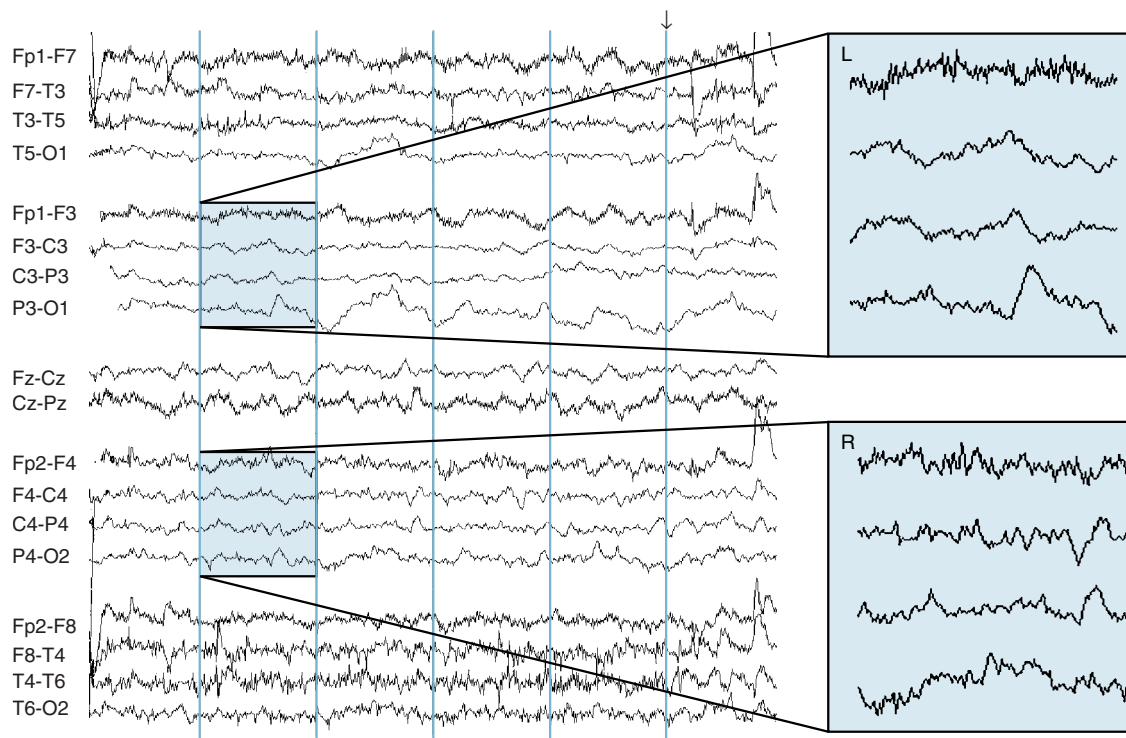 Fp1-F7
F7-T3
T3-T5
T5-O1
Fp1-F3
F3-C3
C3-P3
P3-O1
Fz-Cz
Cz-Pz
Fp2-F4
F4-C4
C4-P4
P4-O2
Fp2-F8
F8-T4
T4-T6
T6-O2
L
R